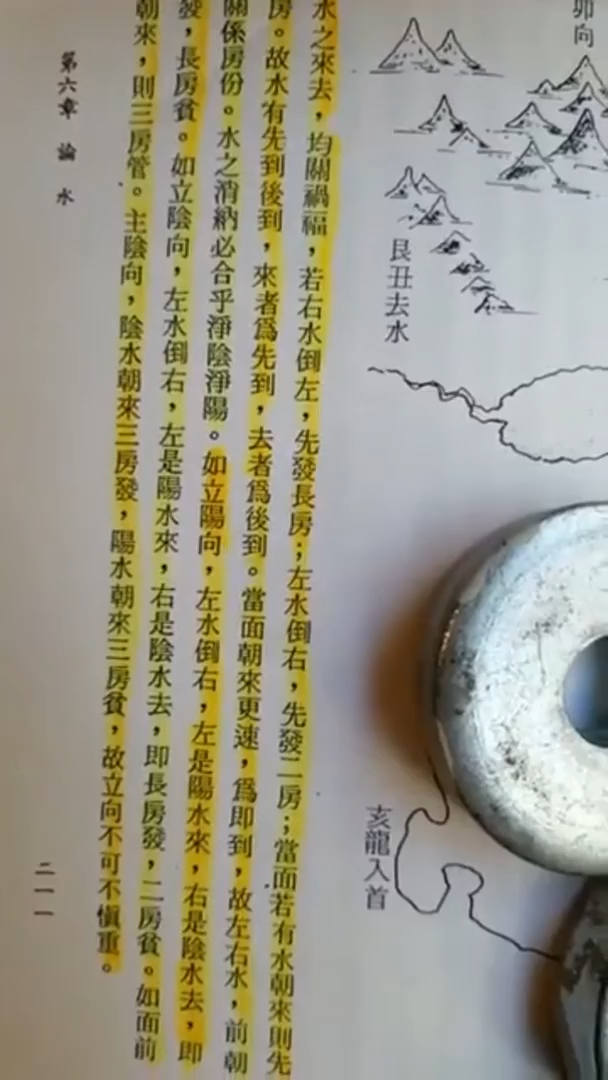 卯向
艮丑去水
亥龍入首
水之來去，均關禍福，若右水倒左，先發長房；左水倒右，先發二房；當面若有水朝來則先
房。故水有先到後到，來者爲先到，去者爲後到。當面朝來更速，爲即到，故左右水，前朝
關係房份。水之消納必合乎淨陰淨陽。如立陽向，左水倒右，左是陽水來，右是陰水去，即
發，長房貧。如立陰向，左水倒右，左是陽水來，右是陰水去，即長房發，二房貧。如面前
朝來，則三房管。主陰向，陰水朝來三房發，陽水朝來三房貧，故立向不可不慎重。
第六章 論水
二一一